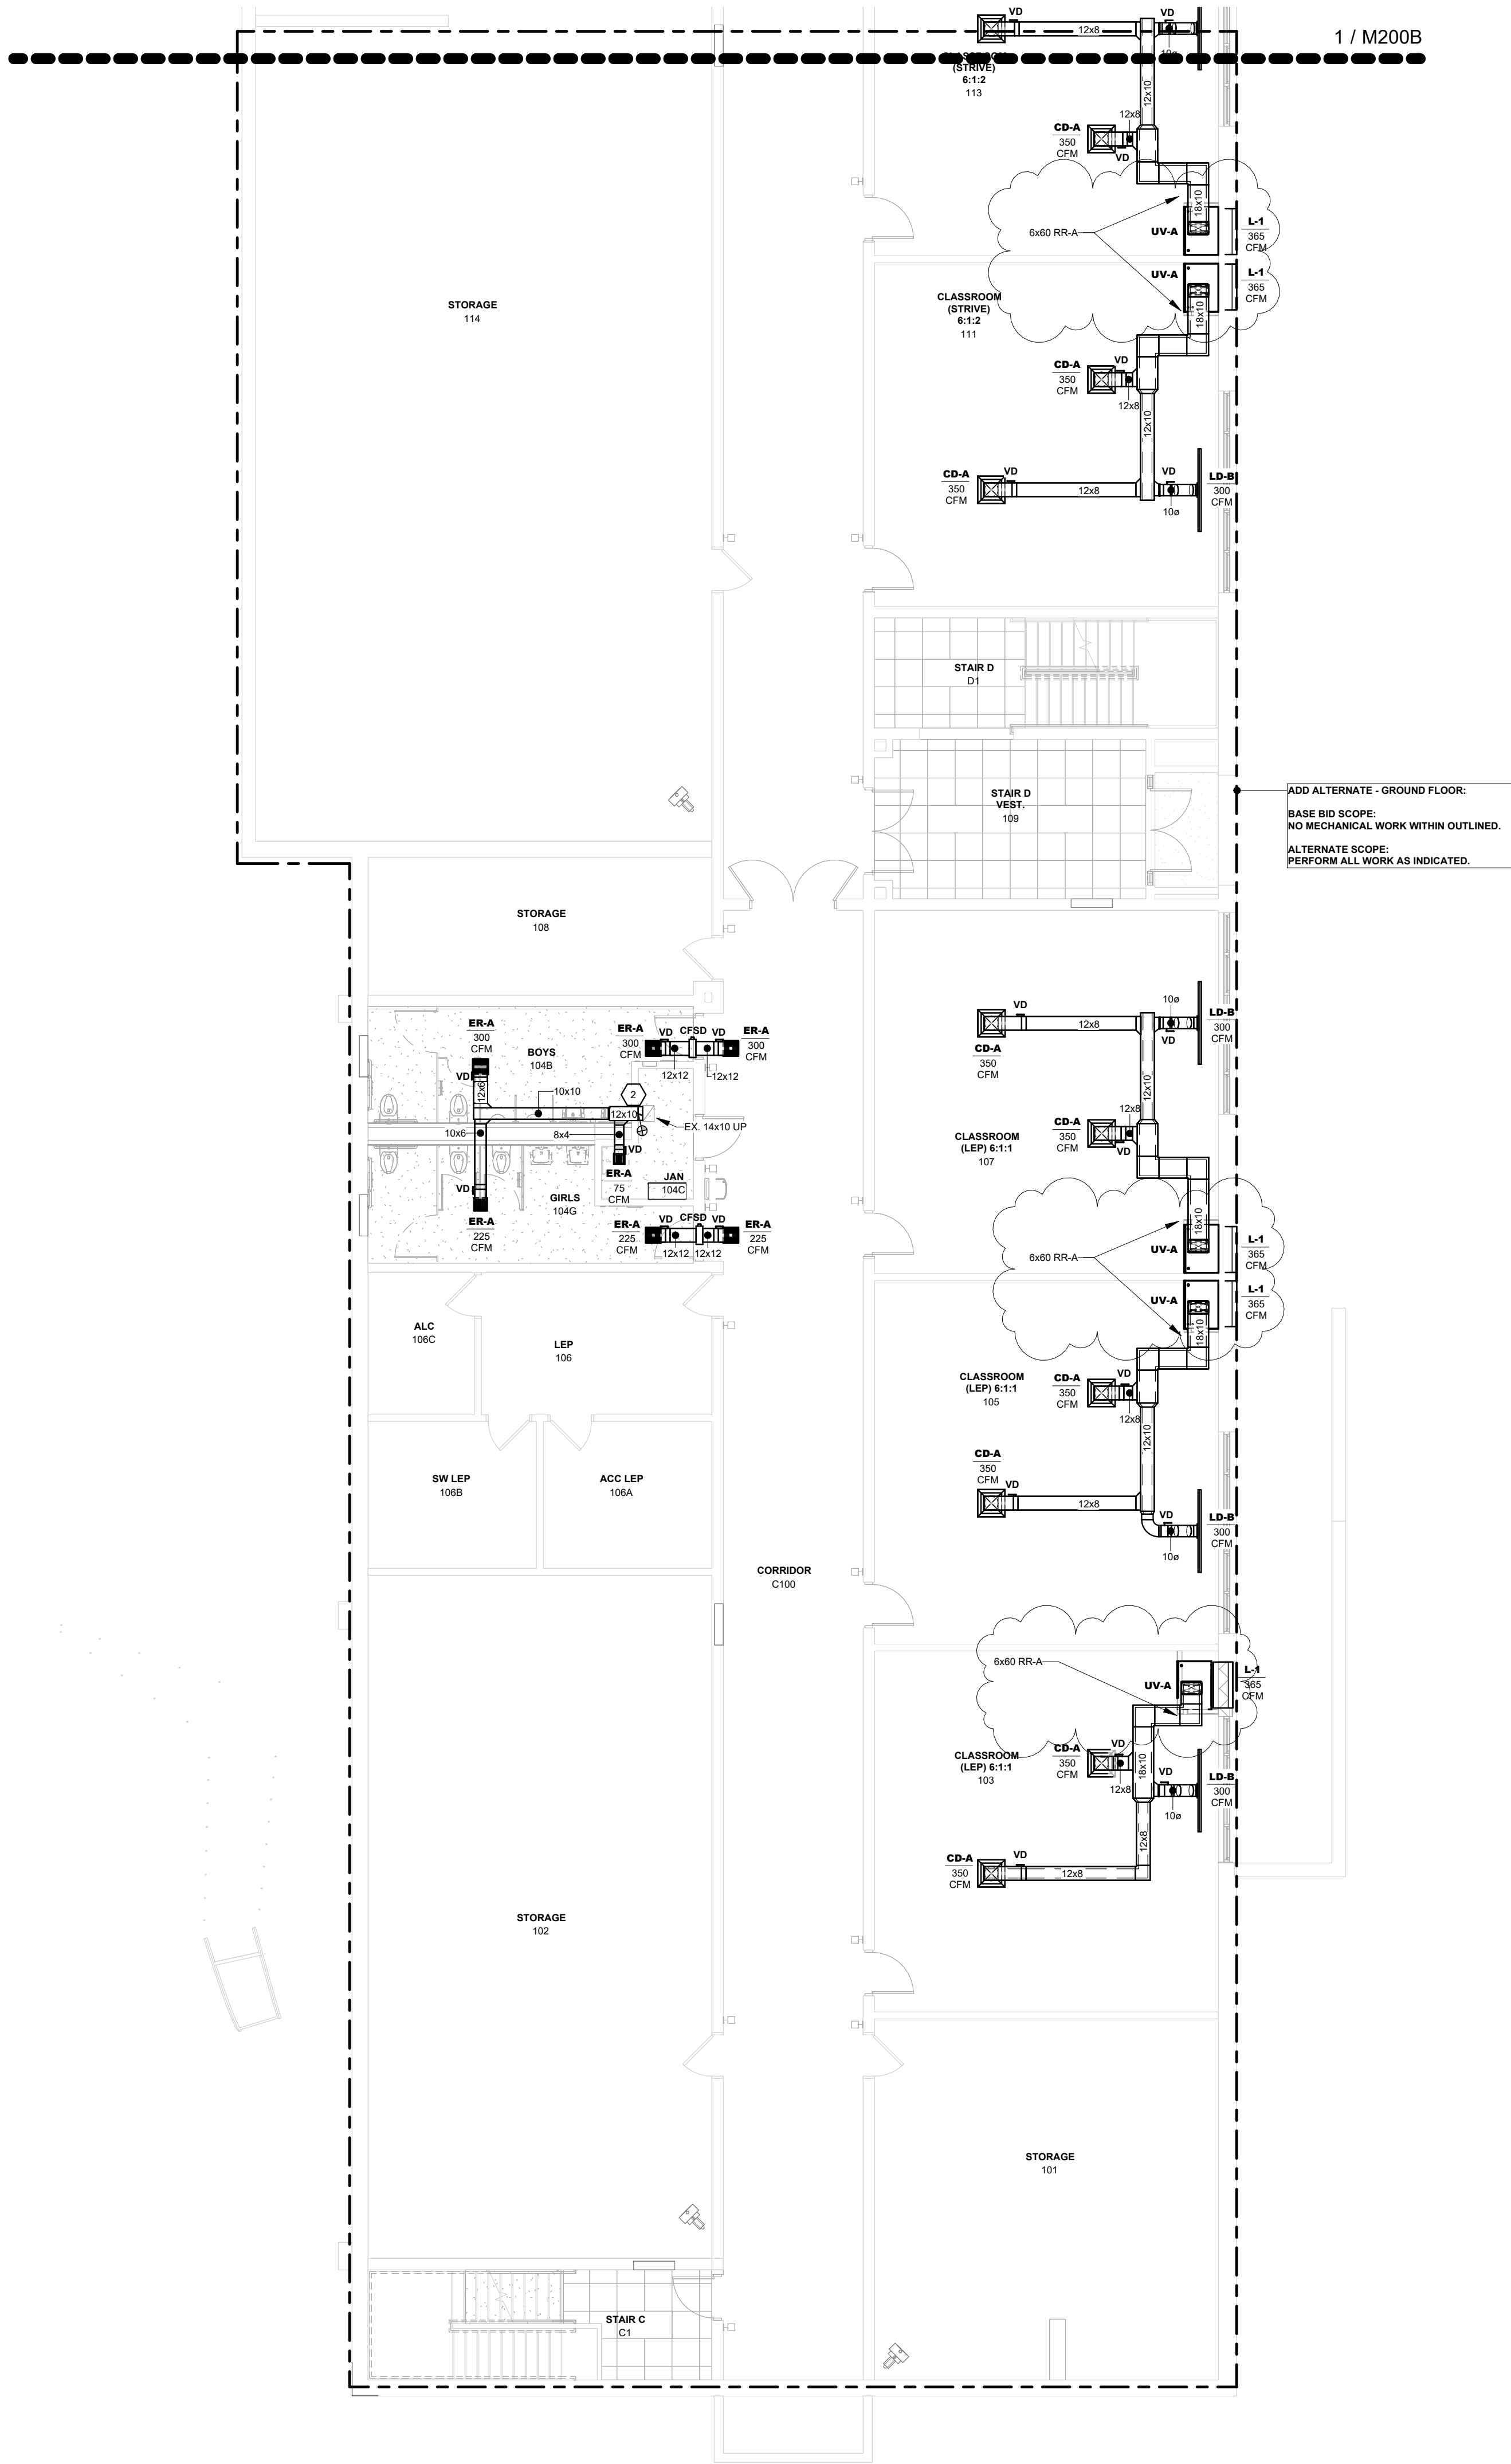 1 / M200B
VD
12x8
VD
10ø
(STRIVE)
6:1:2
113
12x10
12x8
CD-A
350
CFM
VD
18x10
6x60 RR-A
UV-A
L-1
365
CFM
UV-A
L-1
365
CFM
18x10
STORAGE
114
CLASSROOM
(STRIVE)
6:1:2
111
CD-A
350
CFM
VD
12x8
12x10
CD-A
350
CFM
VD
12x8
VD
10ø
LD-B
300
CFM
STAIR D
D1
STAIR D
VEST.
109
ADD ALTERNATE - GROUND FLOOR:
BASE BID SCOPE:
NO MECHANICAL WORK WITHIN OUTLINED.
ALTERNATE SCOPE:
PERFORM ALL WORK AS INDICATED.
STORAGE
108
ER-A
300
CFM
BOYS
104B
VD
12x6
10x10
ER-A
300
CFM
VD CFSD VD
12x12
12x12
ER-A
300
CFM
2
12x10
EX. 14x10 UP
10x6
8x4
VD
ER-A
75
CFM
JAN
104C
VD
GIRLS
104G
ER-A
225
CFM
ER-A
225
CFM
VD CFSD VD
12x12 12x12
ER-A
225
CFM
VD
12x8
CD-A
350
CFM
10ø
VD
LD-B
300
CFM
12x10
12x8
CD-A
350
CFM
VD
CLASSROOM
(LEP) 6:1:1
107
18x10
6x60 RR-A
UV-A
L-1
365
CFM
UV-A
L-1
365
CFM
18x10
ALC
106C
LEP
106
CLASSROOM
(LEP) 6:1:1
105
CD-A
350
CFM
VD
12x8
12x10
CD-A
350
CFM
VD
12x8
VD
10ø
LD-B
300
CFM
SW LEP
106B
ACC LEP
106A
CORRIDOR
C100
6x60 RR-A
UV-A
L-1
365
CFM
CLASSROOM
(LEP) 6:1:1
103
CD-A
350
CFM
VD
12x8
18x10
VD
10ø
LD-B
300
CFM
12x8
CD-A
350
CFM
VD
12x8
STORAGE
102
STORAGE
101
STAIR C
C1